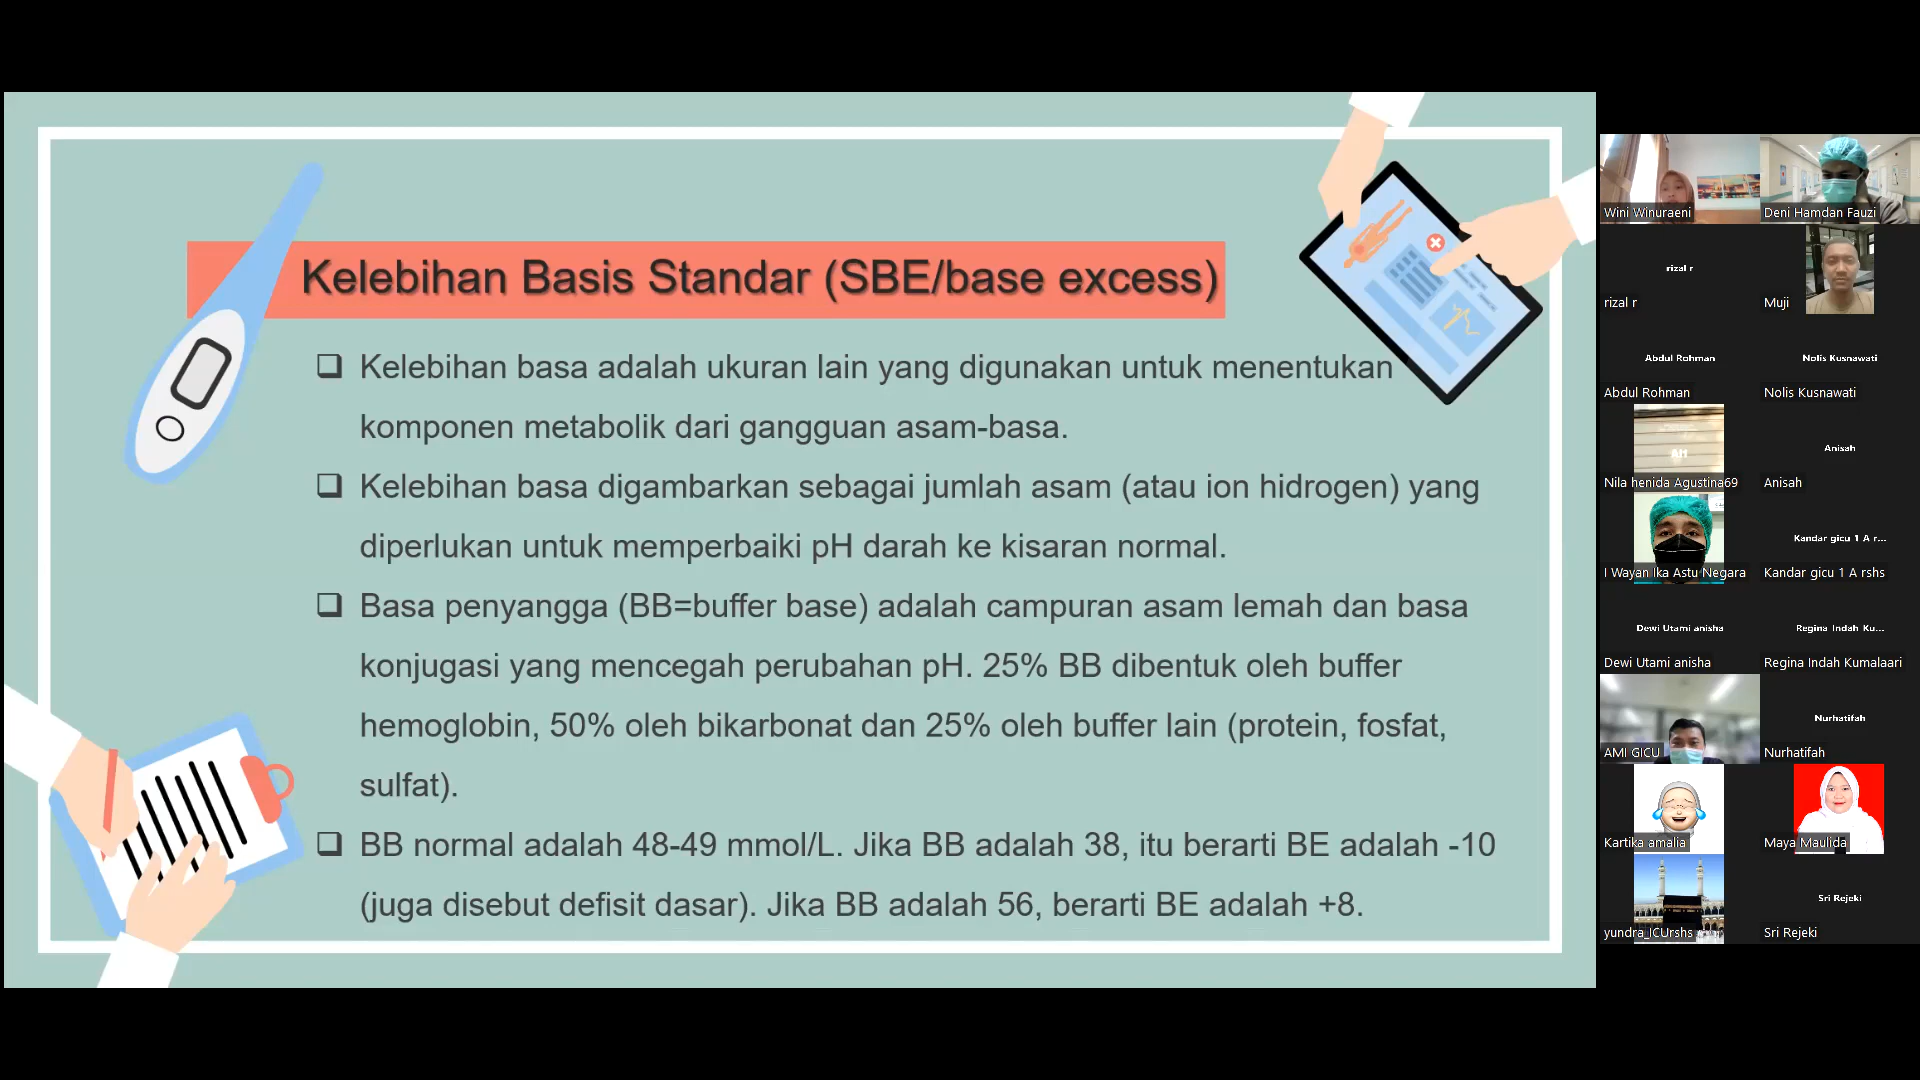 Kelebihan Basis Standar (SBE/base excess)
Kelebihan basa adalah ukuran lain yang digunakan untuk menentukan
komponen metabolik dari gangguan asam-basa.
Kelebihan basa digambarkan sebagai jumlah asam (atau ion hidrogen) yang
diperlukan untuk memperbaiki pH darah ke kisaran normal.
Basa penyangga (BB=buffer base) adalah campuran asam lemah dan basa
konjugasi yang mencegah perubahan pH. 25% BB dibentuk oleh buffer
hemoglobin, 50% oleh bikarbonat dan 25% oleh buffer lain (protein, fosfat,
sulfat).
BB normal adalah 48-49 mmol/L. Jika BB adalah 38, itu berarti BE adalah -10
(juga disebut defisit dasar). Jika BB adalah 56, berarti BE adalah +8.
Wini Winuraeni
Deni Hamdan Fauzi
rizal r
rizal r
Muji
Abdul Rohman
Abdul Rohman
Nolis Kusnawati
Nolis Kusnawati
Nila henida Agustina69
Anisah
Anisah
I Wayan Ika Astu Negara
Kandar gicu 1 A r...
Kandar gicu 1 A rshs
Dewi Utami anisha
Dewi Utami anisha
Regina Indah Ku...
Regina Indah Kumalaari
AMI GICU
Nurhatifah
Nurhatifah
Kartika amalia
Maya Maulida
yundra_ICUrshs
Sri Rejeki
Sri Rejeki